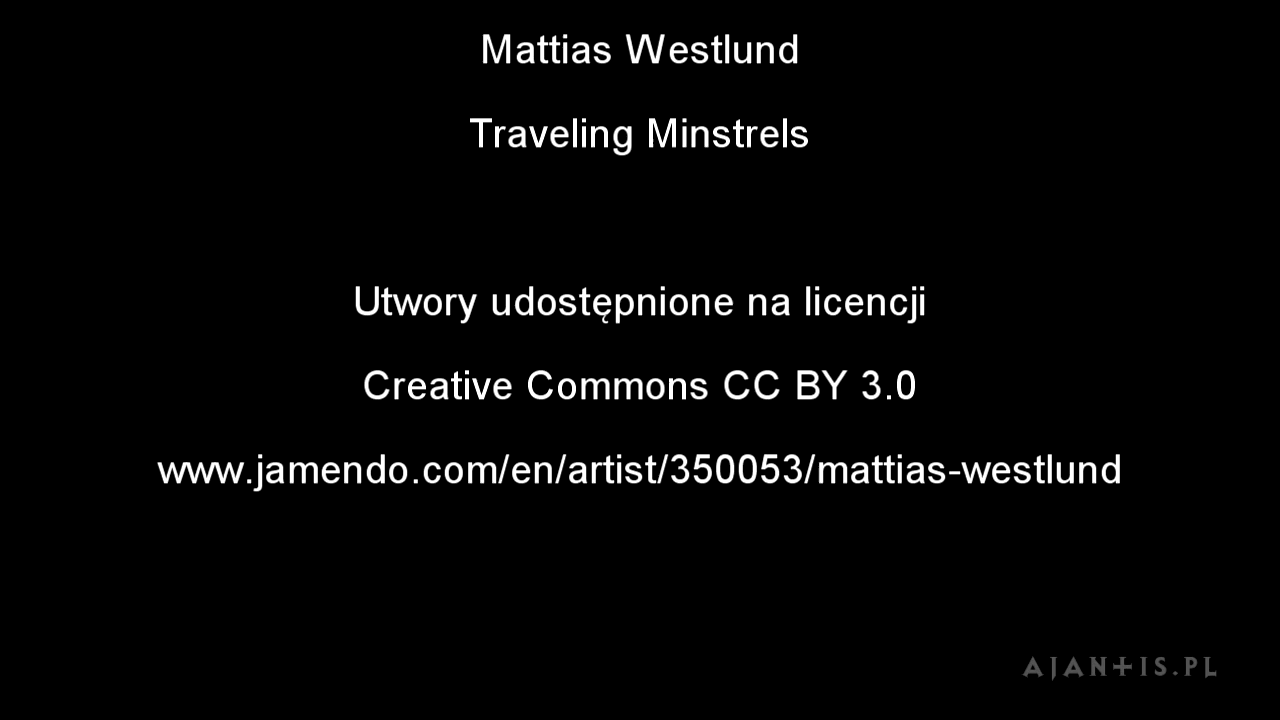 Mattias Westlund
Traveling Minstrels
Utwory udostępnione na licencji
Creative Commons CC BY 3.0
www.jamendo.com/en/artist/350053/mattias-westlund
AJANTIS.PL